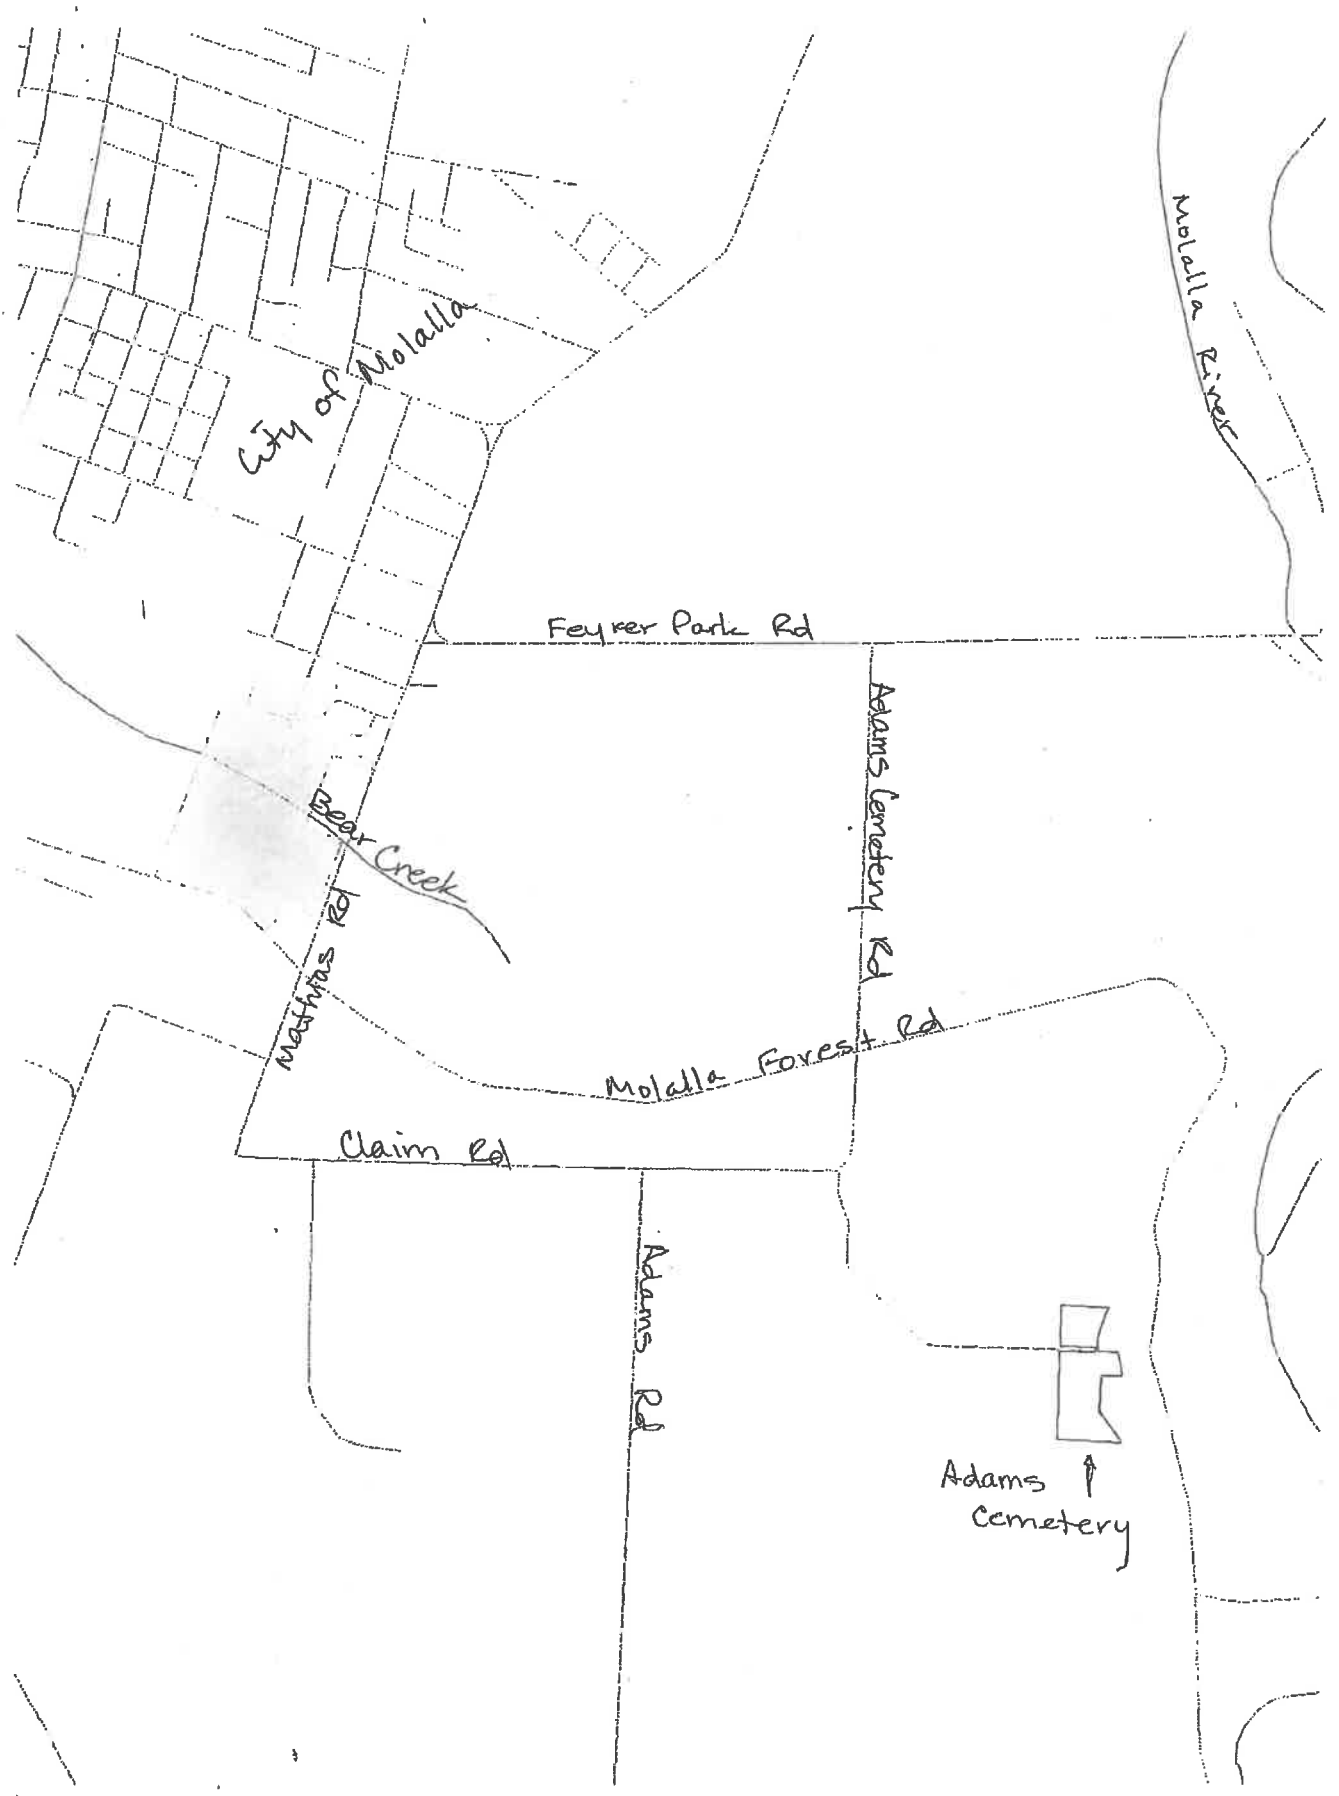 Molalla River
City of Molalla
Feyrer Park Rd
Adams Cemetery Rd
Bear Creek
Mathias Rd
Molalla Forest Rd
Claim Rd
Adams Rd
Adams
Cemetery